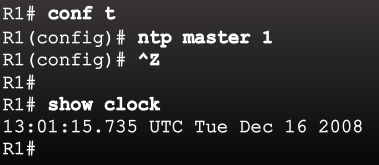 R1# conf t
R1(config)# ntp master 1
R1(config)# ^Z
R1#
R1# show clock
13:01:15.735 UTC Tue Dec 16 2008
R1#